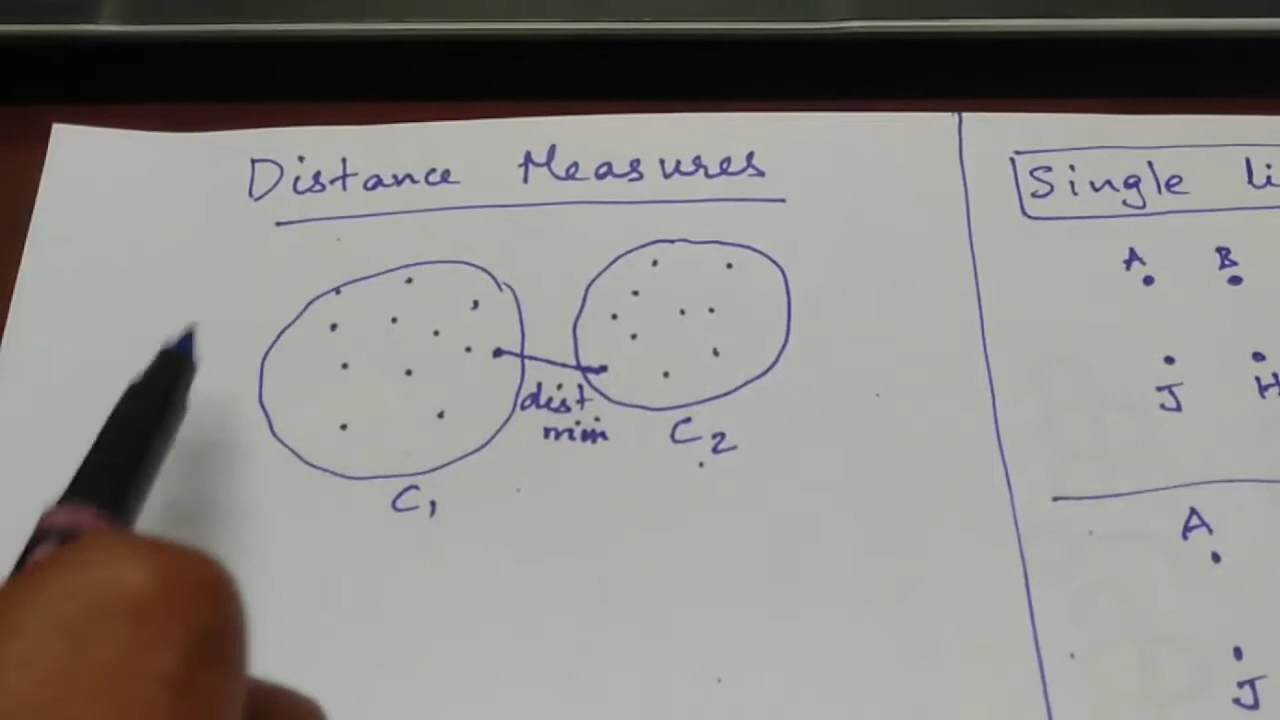 Distance Measures
dist
min
C2
C1
Single li
A B
J H
A
J